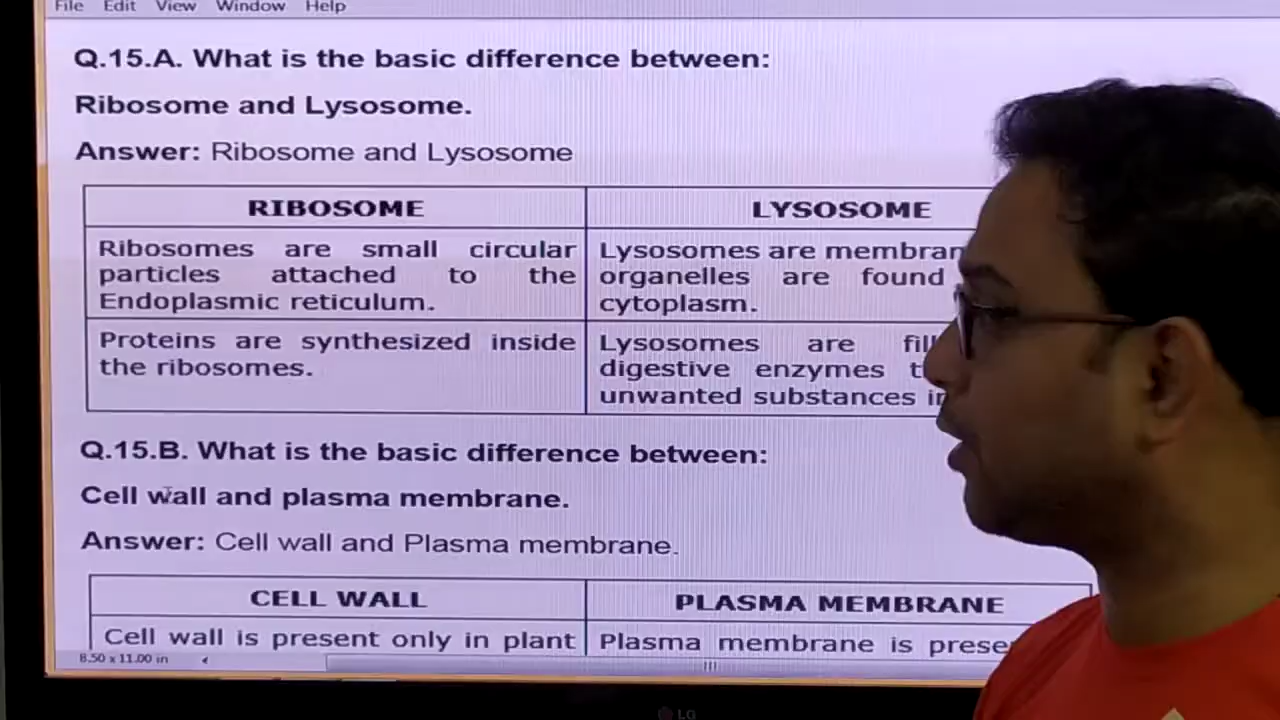 File Edit View Window Help
Q.15.A. What is the basic difference between:
Ribosome and Lysosome.
Answer: Ribosome and Lysosome
RIBOSOME LYSOSOME
Ribosomes are small circular
particles attached to the
Endoplasmic reticulum.
Lysosomes are
organelles are found
cytoplasm.
Proteins are synthesized inside
the ribosomes.
Lysosomes are
digestive enzymes
unwanted substances
Q.15.B. What is the basic difference between:
Cell wall and plasma membrane.
Answer: Cell wall and Plasma membrane.
CELL WALL PLASMA MEMBRANE
Cell wall is present only in plant
Plasma membrane is
8.50 x 11.00 in
LG